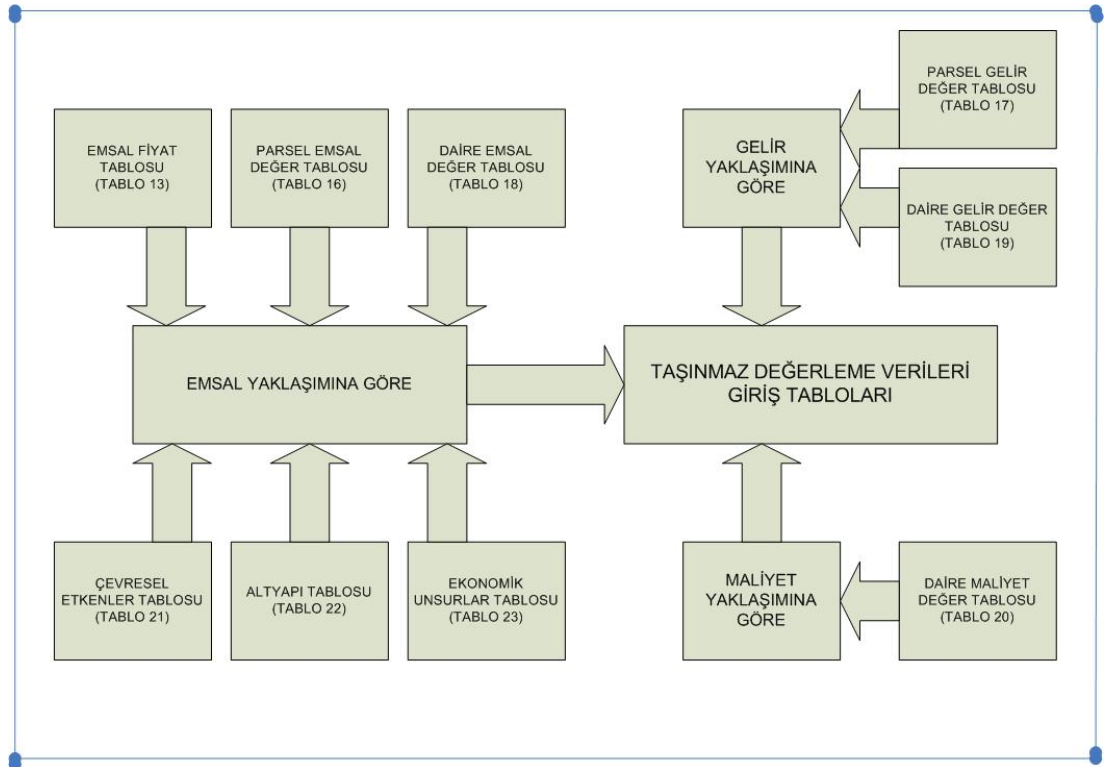 EMSAL FİYAT
TABLOSU
(TABLO 13)
PARSEL EMSAL
DEĞER TABLOSU
(TABLO 16)
DAİRE EMSAL
DEĞER TABLOSU
(TABLO 18)
GELİR
YAKLAŞIMINA
GÖRE
PARSEL GELİR
DEĞER TABLOSU
(TABLO 17)
DAİRE GELİR DEĞER
TABLOSU
(TABLO 19)
EMSAL YAKLAŞIMINA GÖRE
TAŞINMAZ DEĞERLEME VERİLERİ
GİRİŞ TABLOLARI
ÇEVRESEL
ETKENLER TABLOSU
(TABLO 21)
ALTYAPI TABLOSU
(TABLO 22)
EKONOMİK
UNSURLAR TABLOSU
(TABLO 23)
MALİYET
YAKLAŞIMINA
GÖRE
DAİRE MALİYET
DEĞER TABLOSU
(TABLO 20)